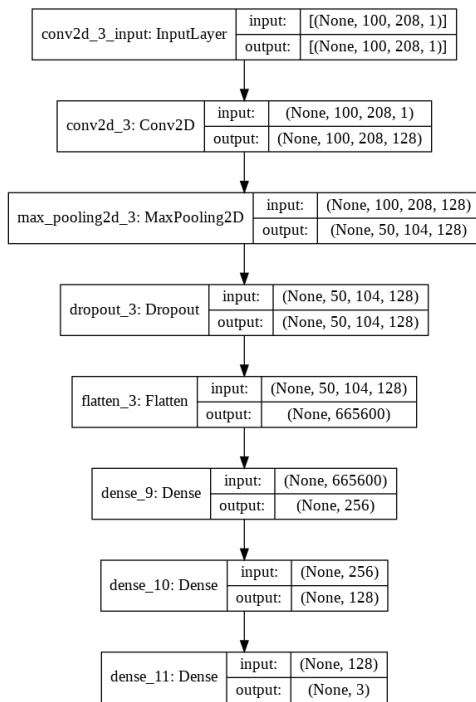 conv2d_3_input: InputLayer
input: [(None, 100, 208, 1)]
output: [(None, 100, 208, 1)]
conv2d_3: Conv2D
input: (None, 100, 208, 1)
output: (None, 100, 208, 128)
max_pooling2d_3: MaxPooling2D
input: (None, 100, 208, 128)
output: (None, 50, 104, 128)
dropout_3: Dropout
input: (None, 50, 104, 128)
output: (None, 50, 104, 128)
flatten_3: Flatten
input: (None, 50, 104, 128)
output: (None, 665600)
dense_9: Dense
input: (None, 665600)
output: (None, 256)
dense_10: Dense
input: (None, 256)
output: (None, 128)
dense_11: Dense
input: (None, 128)
output: (None, 3)